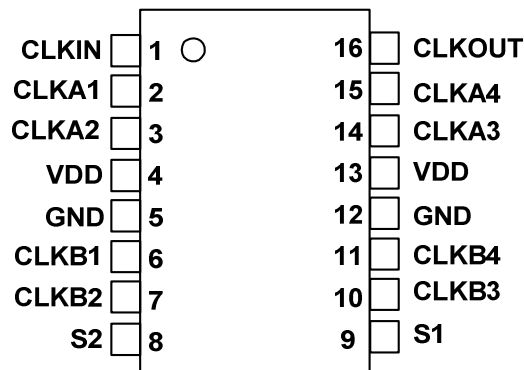 CLKIN 1 16 CLKOUT
CLKA1 2 15 CLKA4
CLKA2 3 14 CLKA3
VDD 4 13 VDD
GND 5 12 GND
CLKB1 6 11 CLKB4
CLKB2 7 10 CLKB3
S2 8 9 S1